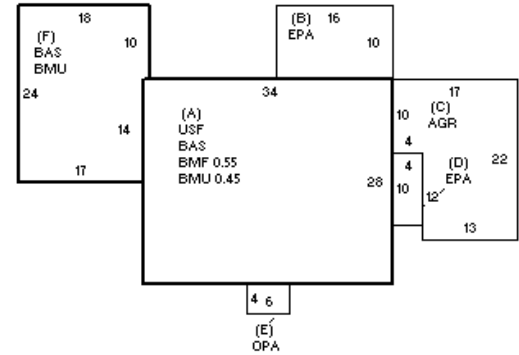 18
(F)
BAS
BMU
10
24
14
17
(B) 16
EPA
10
34
(A)
USF
BAS
BMF 0.55
BMU 0.45
28
17
10
(C)
AGR
4
4
(D)
EPA
22
10
12
13
4 6
(E)
OPA